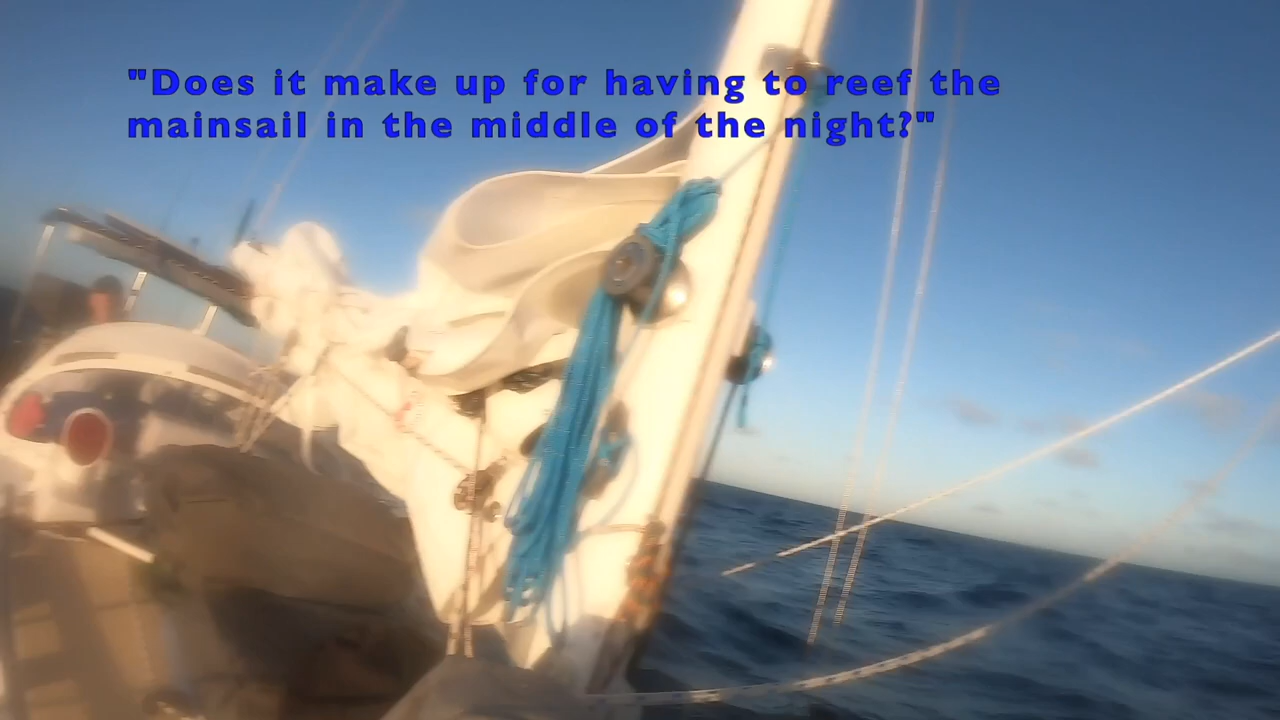 "Does it make up for having to reef the
mainsail in the middle of the night?"